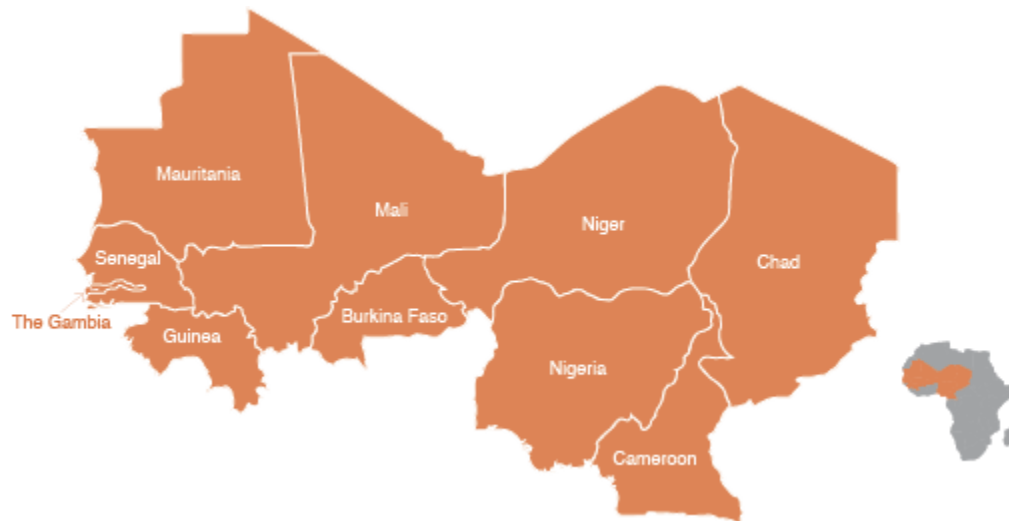 Mauritania
Mali
Niger
Chad
Senegal
The Gambia
Guinea
Burkina Faso
Nigeria
Cameroon